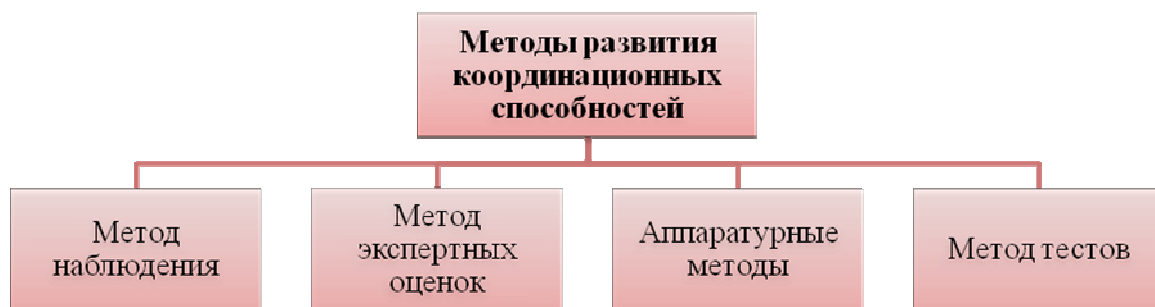 Методы развития
координационных
способностей
Метод
наблюдения
Метод
экспертных
оценок
Аппаратурные
методы
Метод тестов